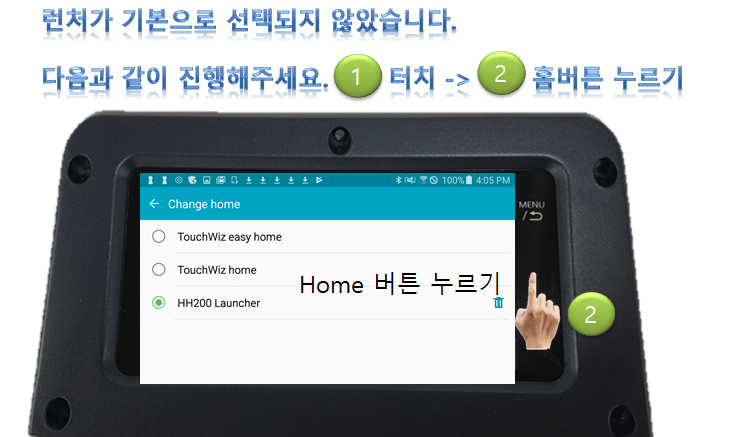 런처가 기본으로 선택되지 않았습니다.
다음과 같이 진행해주세요. 1 터치 -> 2 홈버튼 누르기
100% 4:05 PM
Change home
MENU
/
TouchWiz easy home
TouchWiz home
Home 버튼 누르기
HH200 Launcher
2